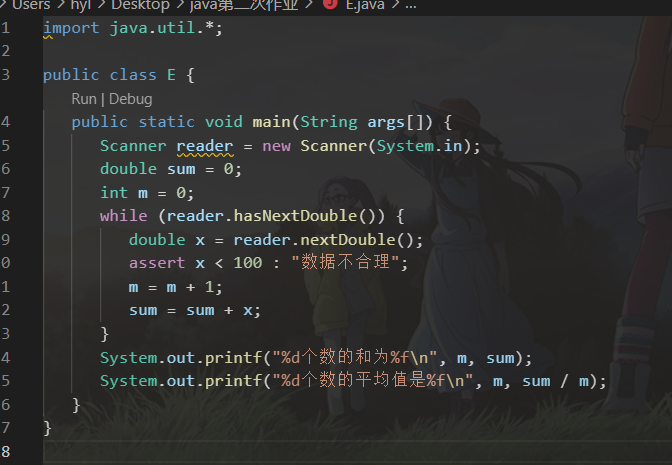 Users > hyl > Desktop > java第二次作业 > J E.java > ...
1 import java.util.*;
2
3 public class E {
Run | Debug
4 public static void main(String args[]) {
5 Scanner reader = new Scanner(System.in);
6 double sum = 0;
7 int m = 0;
8 while (reader.hasNextDouble()) {
9 double x = reader.nextDouble();
0 assert x < 100 : "数据不合理";
1 m = m + 1;
2 sum = sum + x;
3 }
4 System.out.printf("%d个数的和为%f\n", m, sum);
5 System.out.printf("%d个数的平均值是%f\n", m, sum / m);
6 }
7 }
8